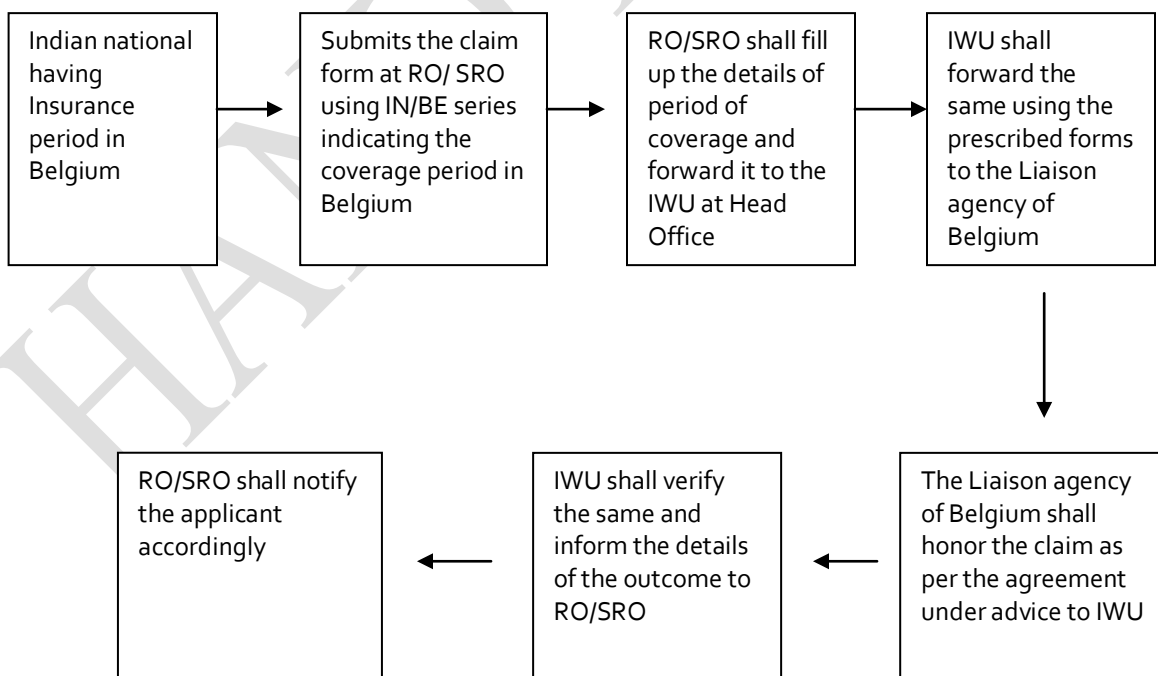 Indian national
having
Insurance
period in
Belgium
Submits the claim
form at RO/ SRO
using IN/BE series
indicating the
coverage period in
Belgium
RO/SRO shall fill
up the details of
period of
coverage and
forward it to the
IWU at Head
Office
IWU shall
forward the
same using the
prescribed forms
to the Liaison
agency of
Belgium
The Liaison agency
of Belgium shall
honor the claim as
per the agreement
under advice to IWU
IWU shall verify
the same and
inform the details
of the outcome to
RO/SRO
RO/SRO shall notify
the applicant
accordingly